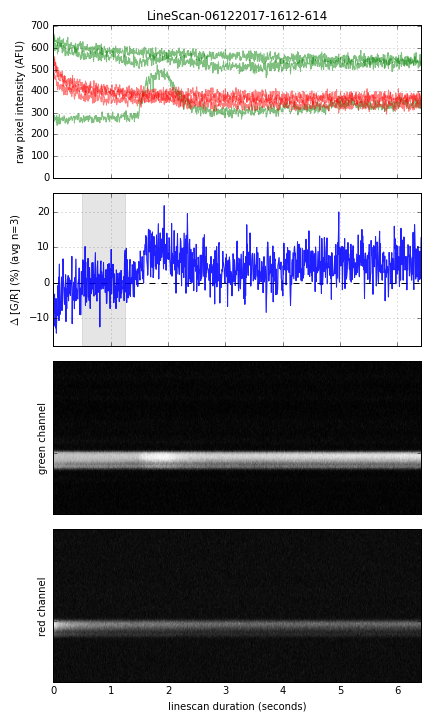 LineScan-06122017-1612-614
700
600
500
400
300
200
100
0
raw pixel intensity (AFU)
20
10
0
−10
Δ [G/R] (%) (avg n=3)
green channel
red channel
0 1 2 3 4 5 6
linescan duration (seconds)